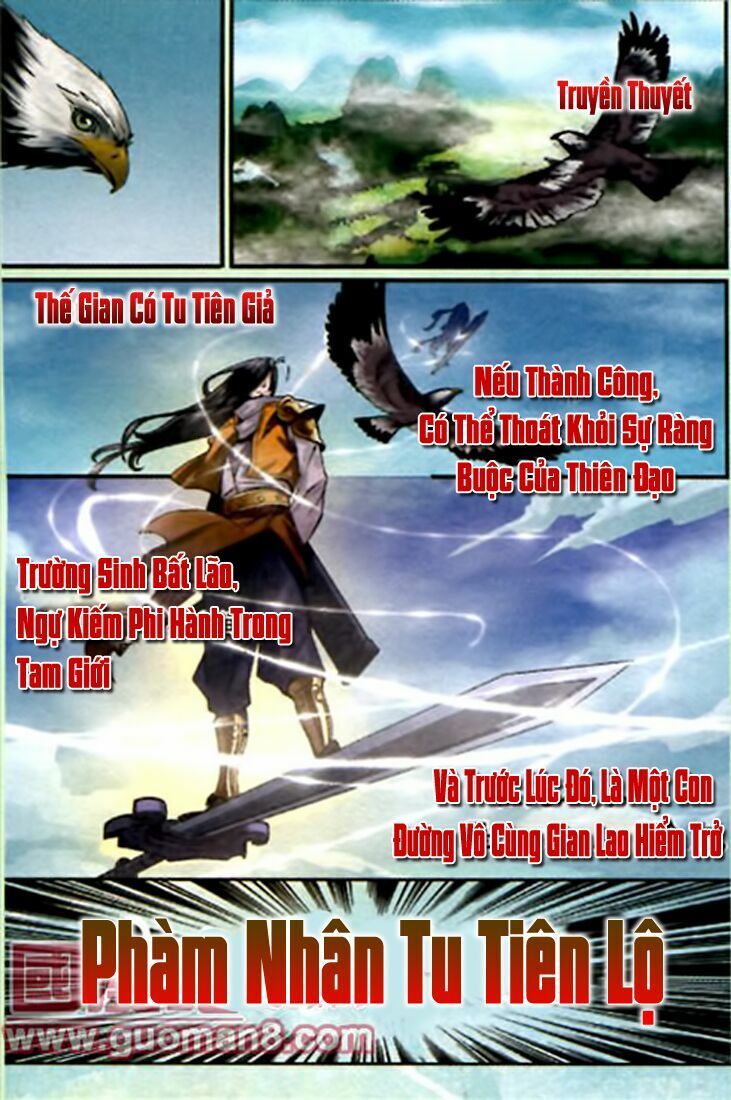 Truyền Thuyết
Thế Gian Có Tu Tiên Giả
Nếu Thành Công,
Có Thể Thoát Khỏi Sự Ràng
Buộc Của Thiên Đạo
Trường Sinh Bất Lão,
Ngự Kiếm Phi Hành Trong
Tam Giới
Và Trước Lúc Đó, Là Một Con
Đường Vô Cùng Gian Lao Hiểm Trở
Phàm Nhân Tu Tiên Lộ
www.guoman8.com